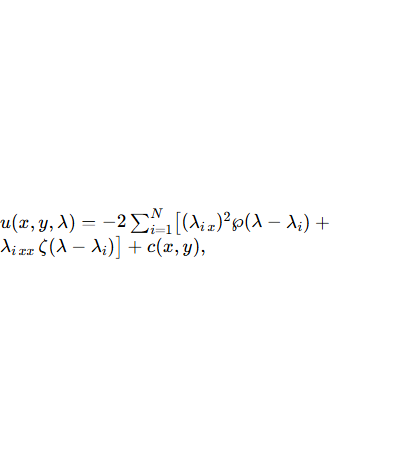 u(x, y, λ) = −2 ∑_{i=1}^{N} [(λ_{i x})^2 ℘(λ − λ_i) +
λ_{i xx} ζ(λ − λ_i)] + c(x, y),